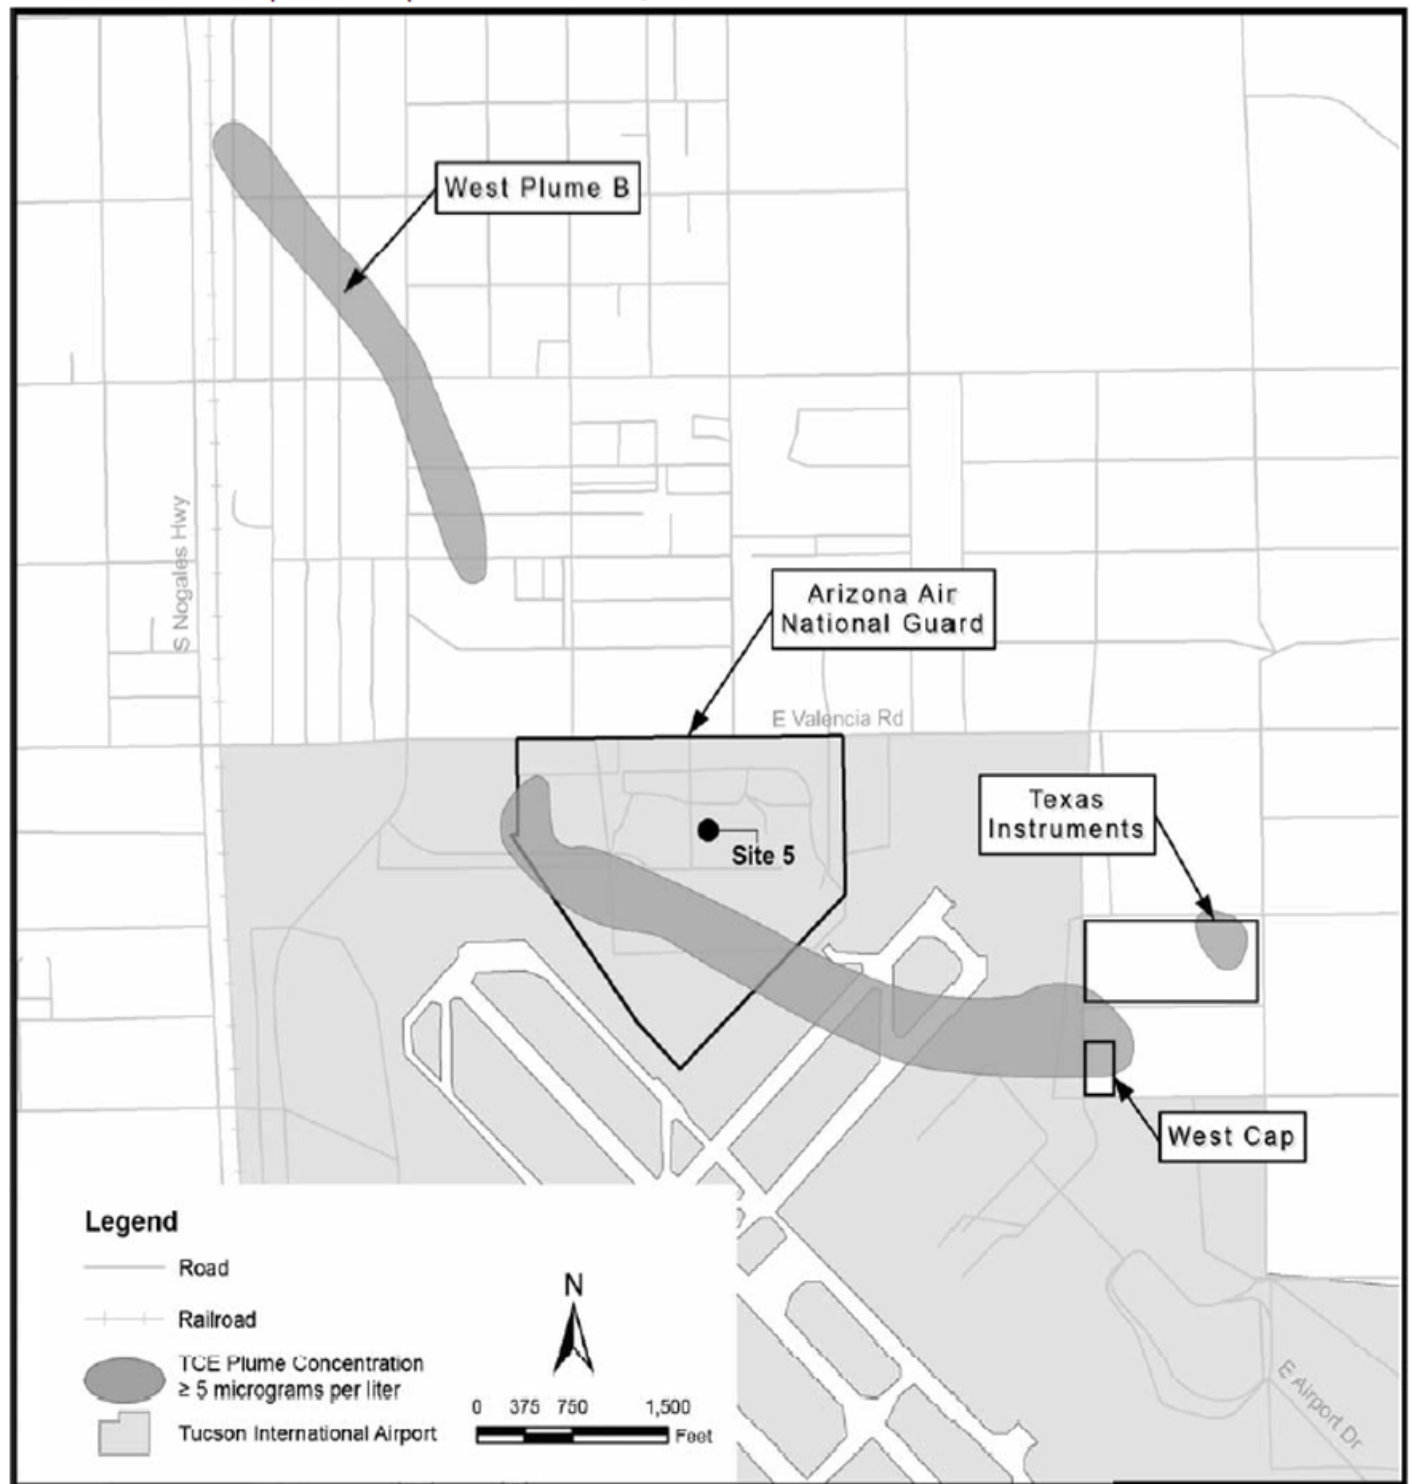 West Plume B
S Nogales Hwy
Arizona Air
National Guard
E Valencia Rd
Texas
Instruments
Site 5
West Cap
Legend
Road
Railroad
TCE Plume Concentration
≥ 5 micrograms per liter
Tucson International Airport
N
0 375 750 1,500
Feet
E Airport Dr